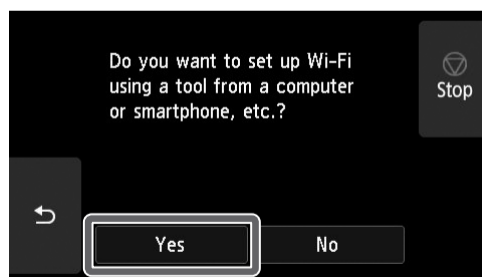 Do you want to set up Wi-Fi
using a tool from a computer
or smartphone, etc.?
Stop
Yes
No